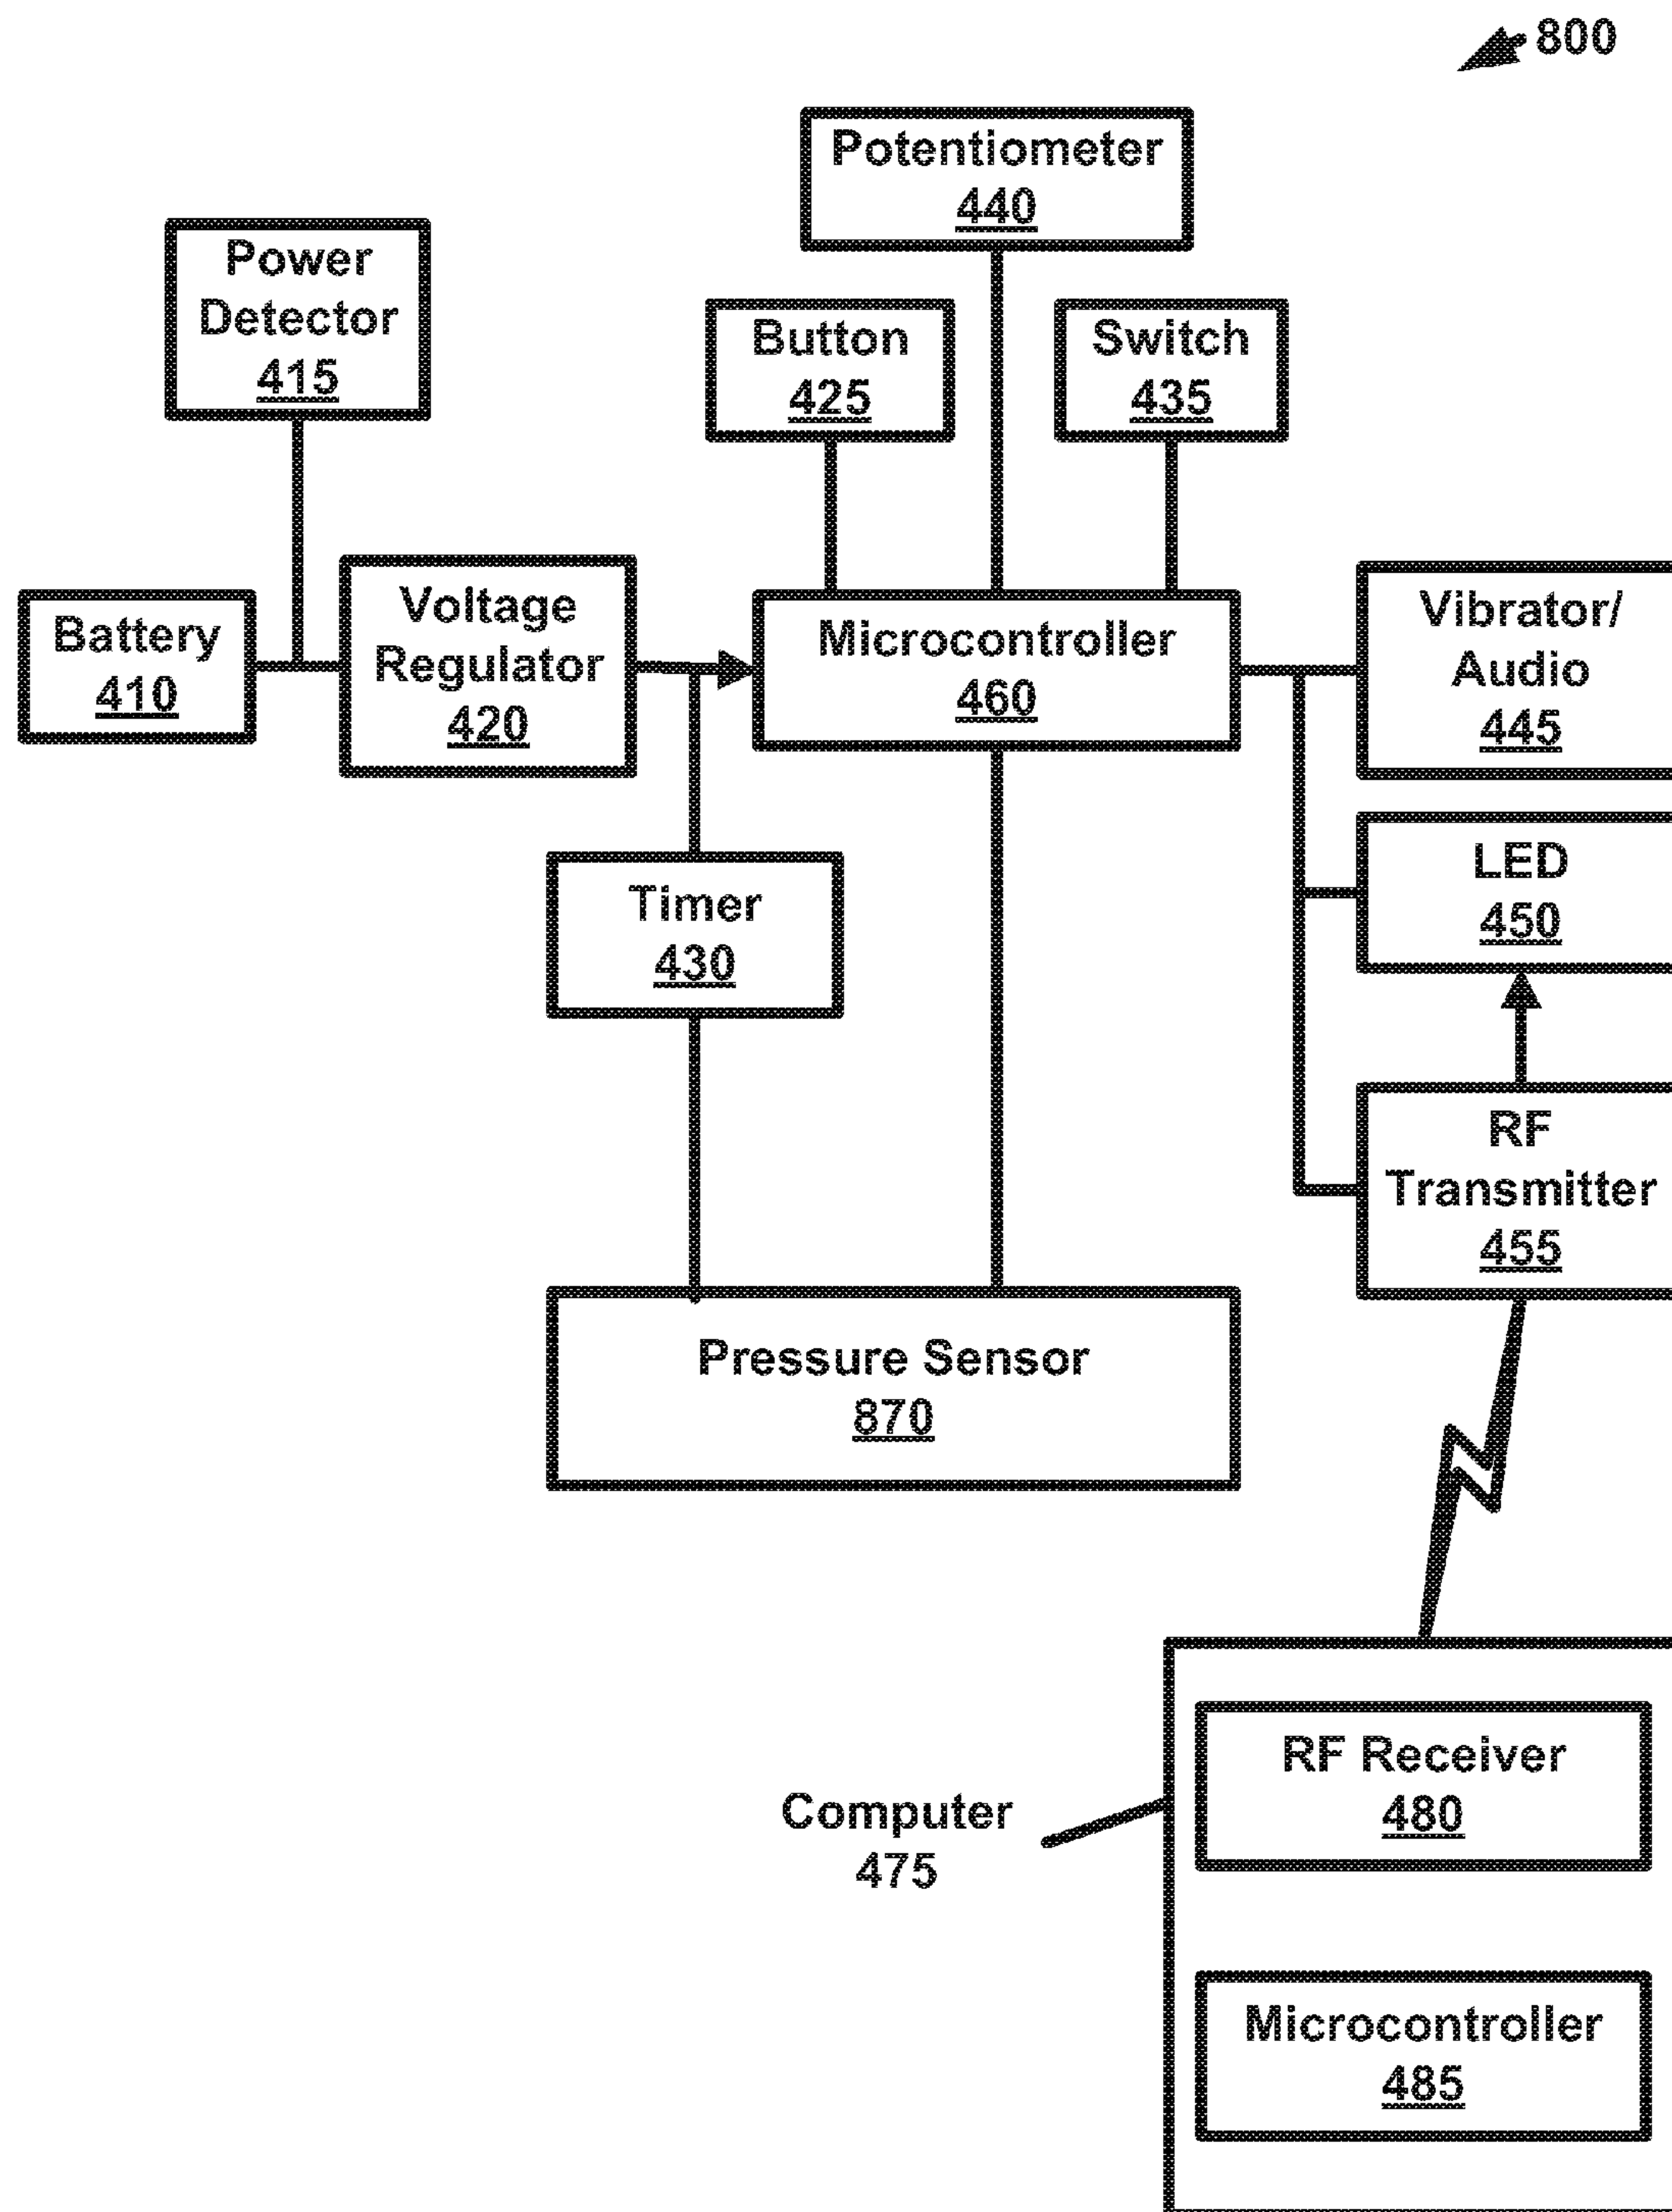 800
Potentiometer
440
Power
Detector
415
Button
425
Switch
435
Battery
410
Voltage
Regulator
420
Microcontroller
460
Vibrator/
Audio
445
LED
450
Timer
430
RF
Transmitter
455
Pressure Sensor
870
Computer
475
RF Receiver
480
Microcontroller
485